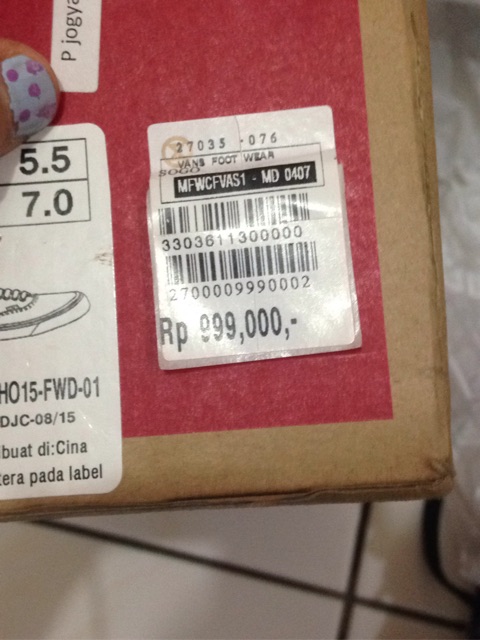 P jogya
5.5
7.0
27035 -076
VANS FOOT WEAR
SOGO
MFWCFVAS1 - MD 0407
3303611300000
2700009990002
Rp 999,000,-
HO15-FWD-01
DJC-08/15
ibuat di:Cina
tera pada label